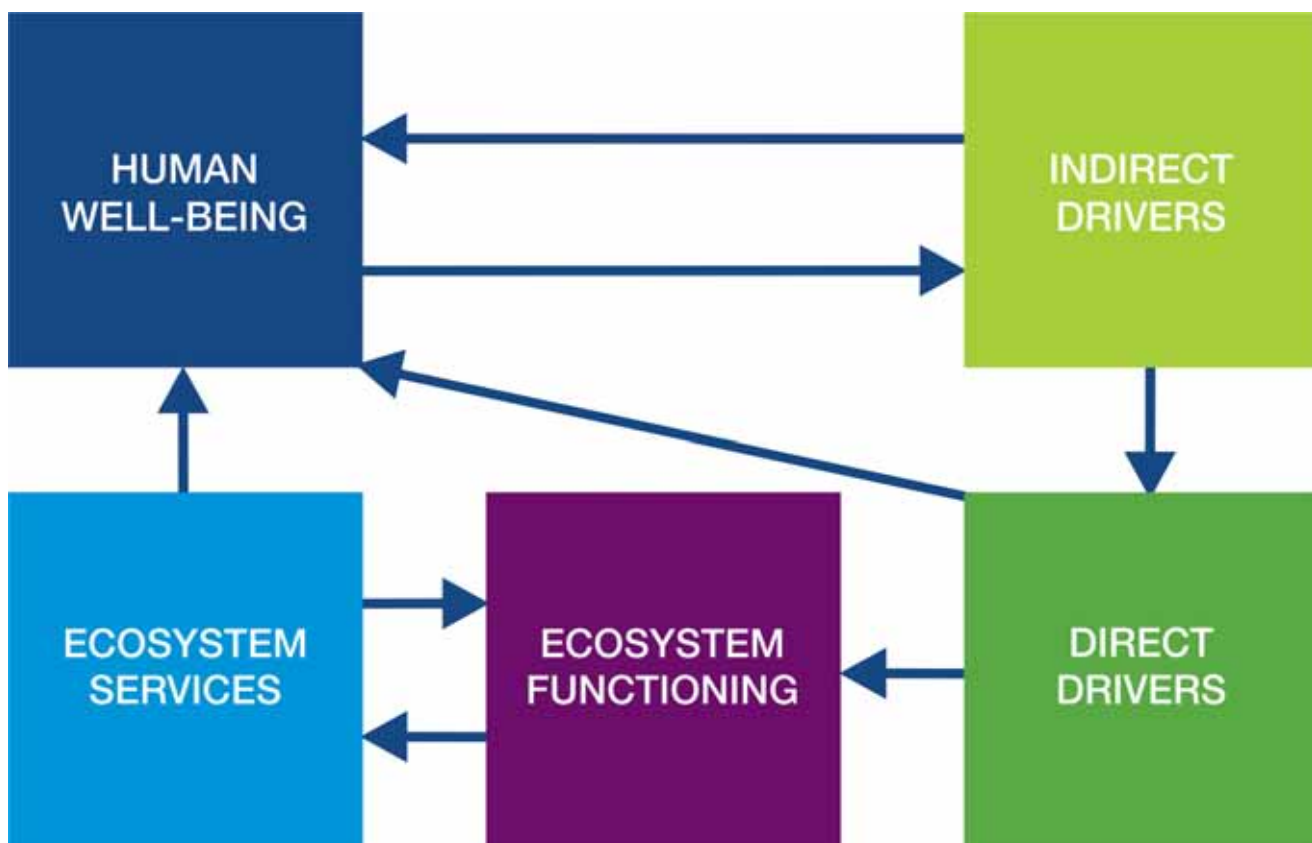 HUMAN
WELL-BEING
INDIRECT
DRIVERS
ECOSYSTEM
SERVICES
ECOSYSTEM
FUNCTIONING
DIRECT
DRIVERS